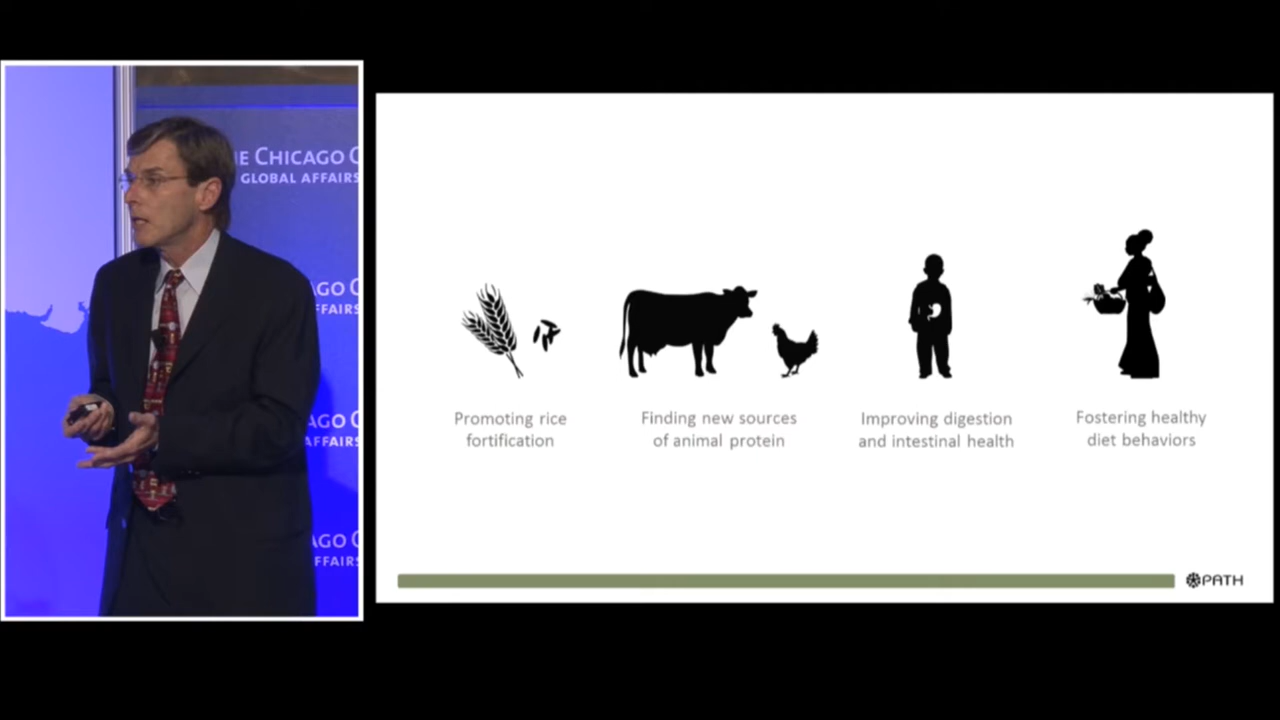 E CHICAGO C
GLOBAL AFFAIRS
AGO C
FFAIRS
AGO C
AFFAIRS
AGO C
FFAIRS
Promoting rice
fortification
Finding new sources
of animal protein
Improving digestion
and intestinal health
Fostering healthy
diet behaviors
PATH